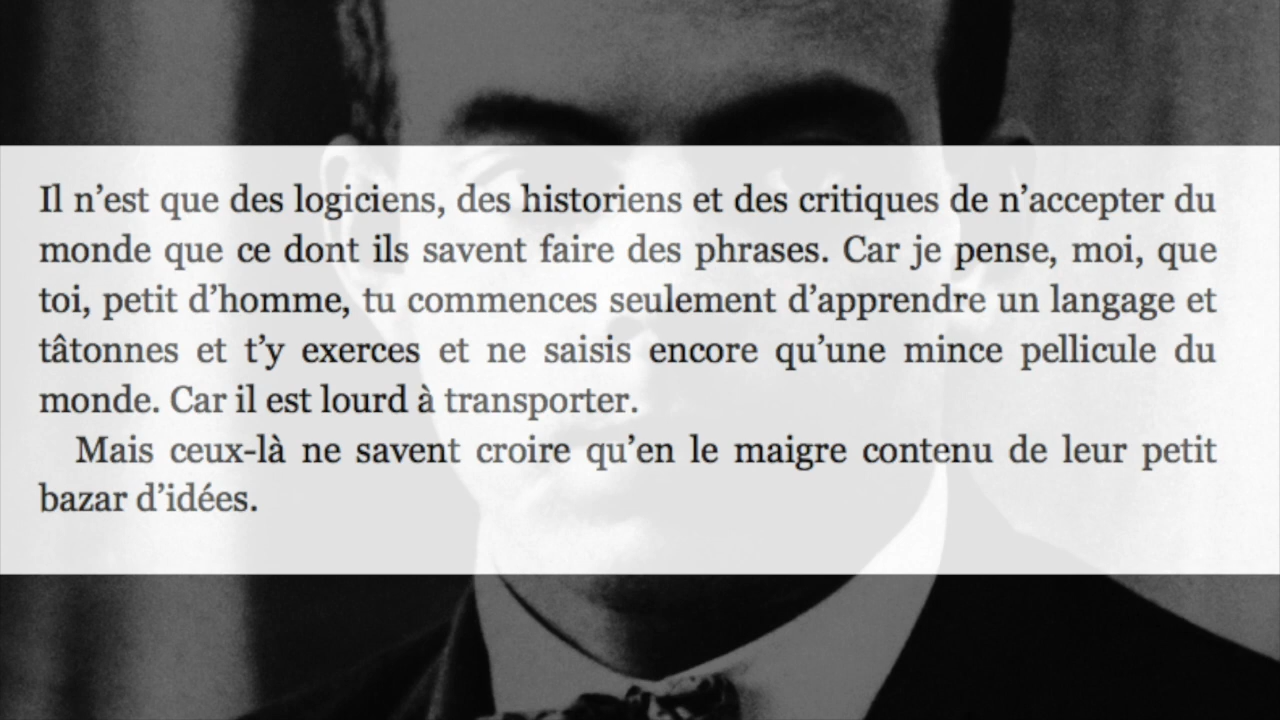 Il n’est que des logiciens, des historiens et des critiques de n’accepter du
monde que ce dont ils savent faire des phrases. Car je pense, moi, que
toi, petit d’homme, tu commences seulement d’apprendre un langage et
tâtonnes et t’y exerces et ne saisis encore qu’une mince pellicule du
monde. Car il est lourd à transporter.
Mais ceux-là ne savent croire qu’en le maigre contenu de leur petit
bazar d’idées.